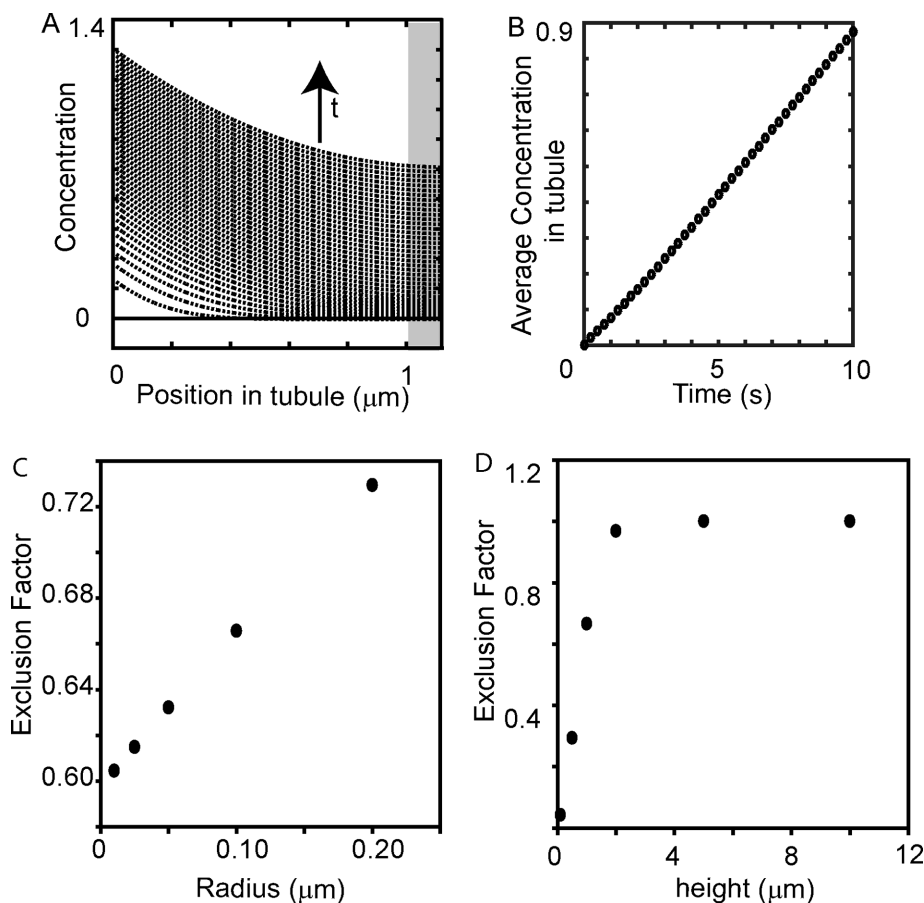 A
1.4
Concentration
t
0
0
1
Position in tubule (μm)
B
0.9
Average Concentration
in tubule
0
5
10
Time (s)
C
0.72
0.68
0.64
0.60
Exclusion Factor
0
0.10
0.20
Radius (μm)
D
1.2
0.8
0.4
Exclusion Factor
0
4
8
12
height (μm)